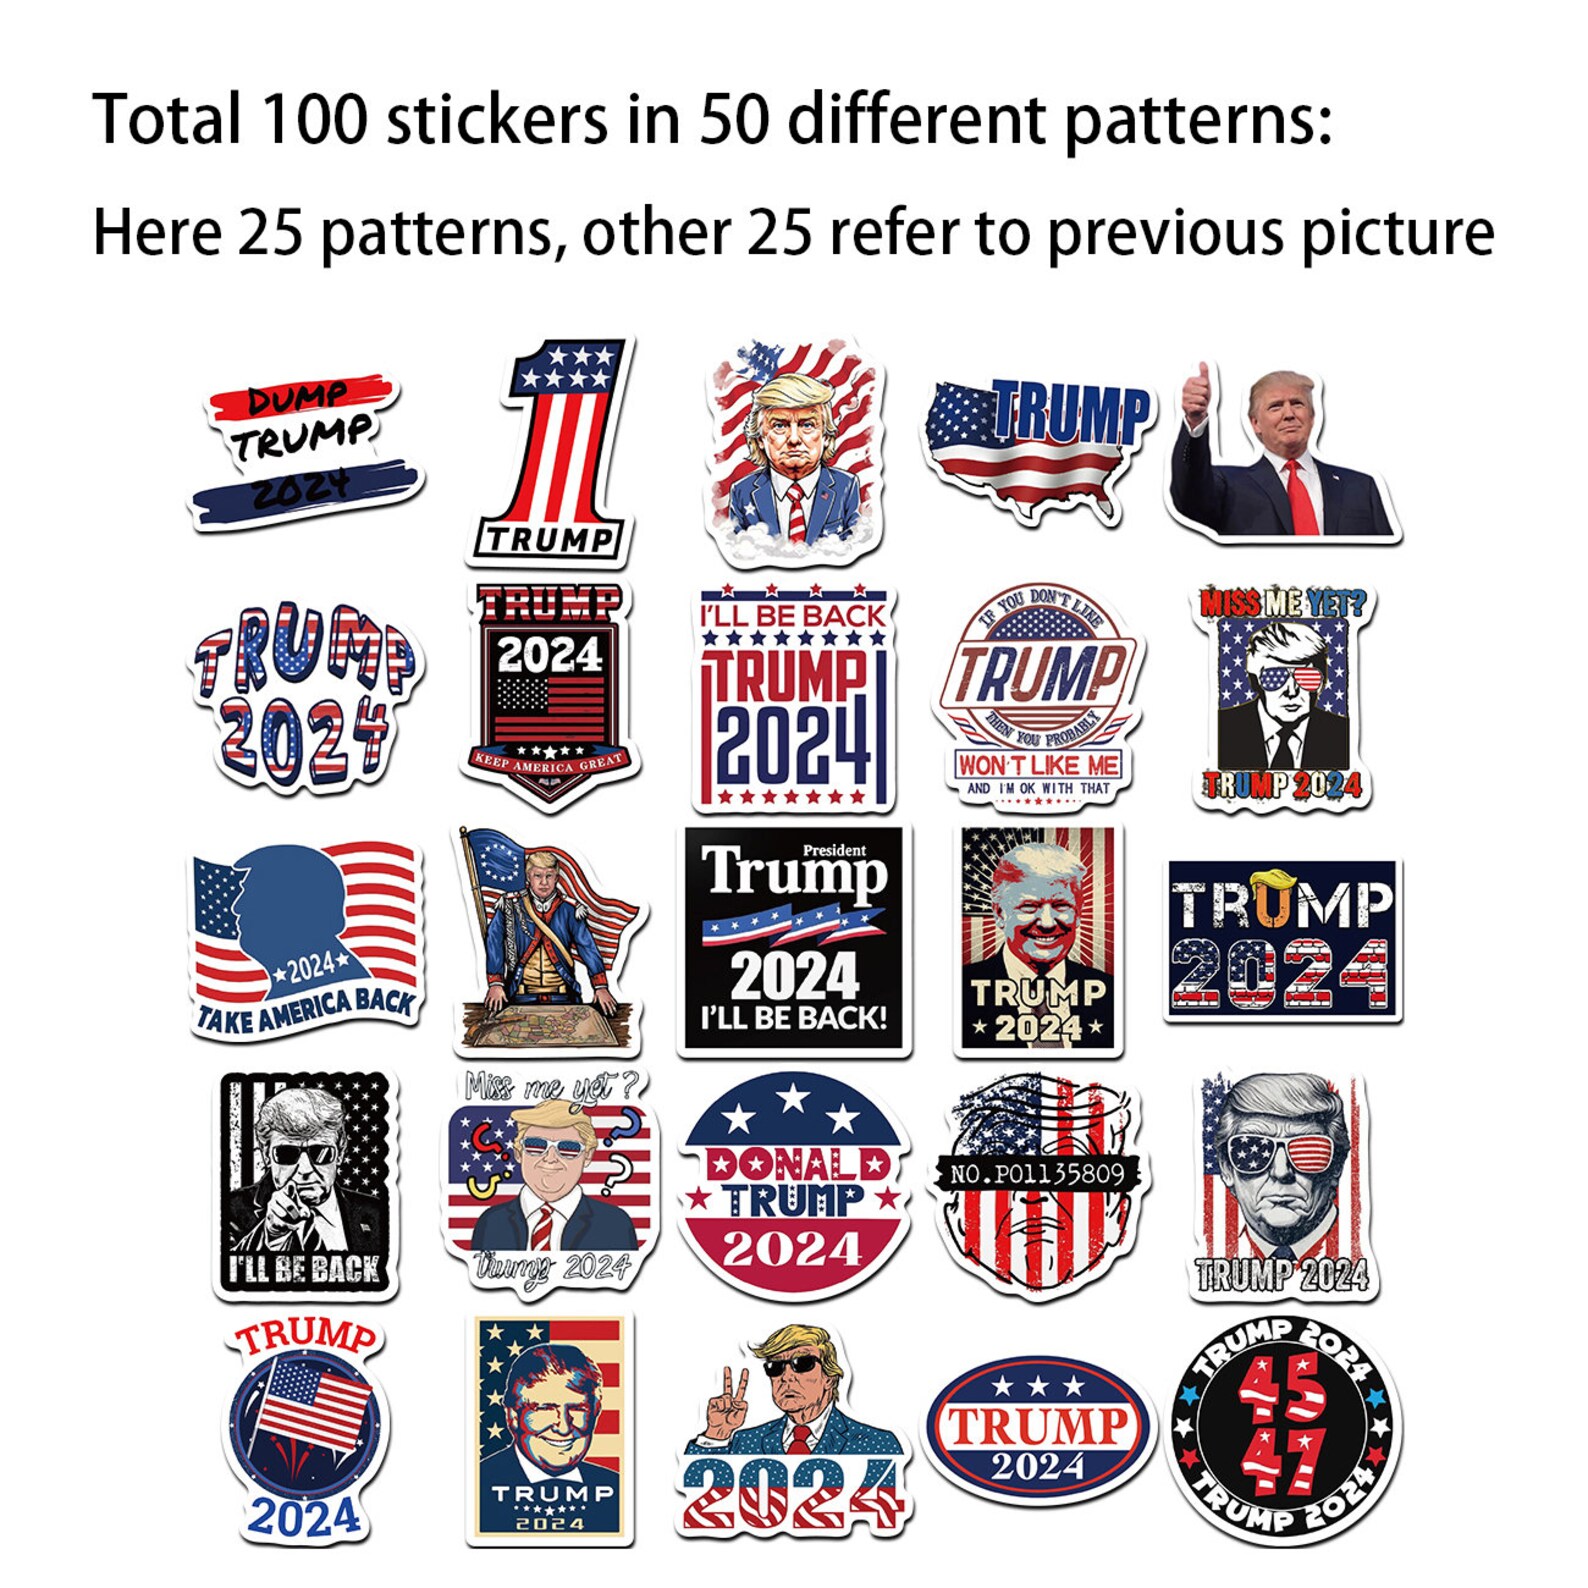 Total 100 stickers in 50 different patterns:
Here 25 patterns, other 25 refer to previous picture
DUMP
TRUMP
2024
TRUMP
TRUMP
TRUMP
2024
TRUMP
2024
KEEP AMERICA GREAT
I'LL BE BACK
TRUMP
2024
IF YOU DON'T LIKE
TRUMP
THEN YOU PROBABLY
WON'T LIKE ME
AND I'M OK WITH THAT
MISS ME YET?
TRUMP 2024
2024
TAKE AMERICA BACK
President
Trump
2024
I'LL BE BACK!
TRUMP
2024
TRUMP
2024
I'LL BE BACK
Miss me yet?
Trump 2024
DONALD
TRUMP
2024
NO.PO1135809
TRUMP 2024
TRUMP
2024
TRUMP
2024
2024
TRUMP
2024
TRUMP 2024
45
47
TRUMP 2024